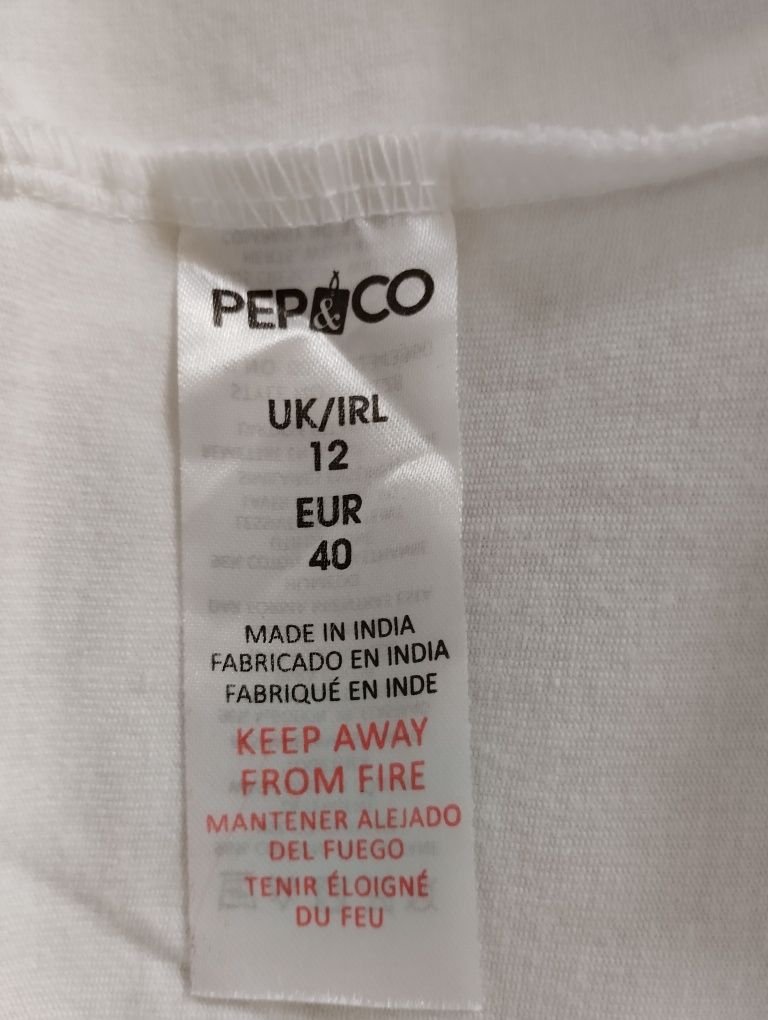 PEP&CO
UK/IRL
12
EUR
40
MADE IN INDIA
FABRICADO EN INDIA
FABRIQUÉ EN INDE
KEEP AWAY
FROM FIRE
MANTENER ALEJADO
DEL FUEGO
TENIR ÉLOIGNÉ
DU FEU